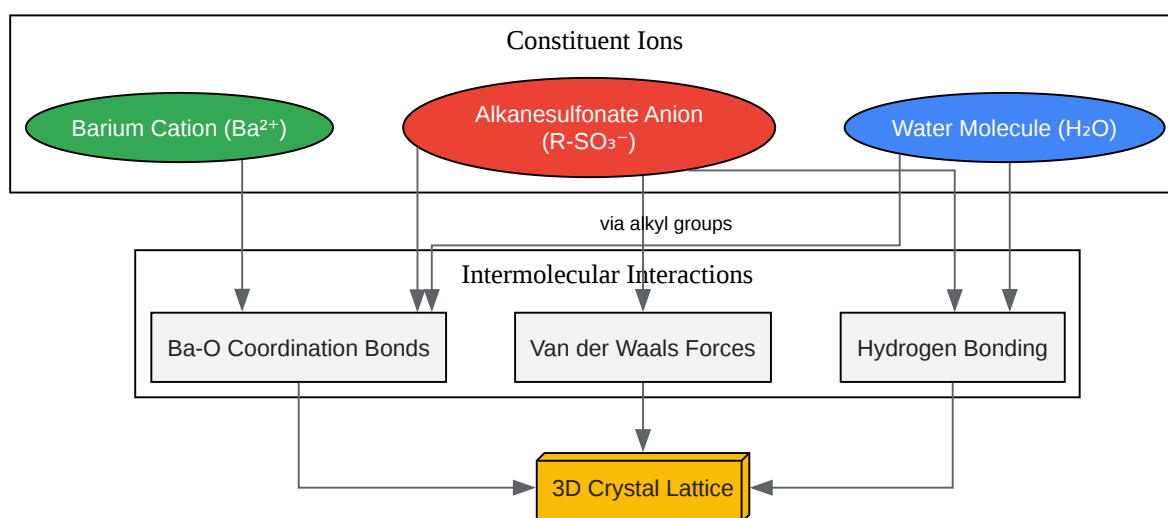 Constituent Ions
Barium Cation (Ba²⁺)
Alkanesulfonate Anion
(R-SO₃⁻)
Water Molecule (H₂O)
via alkyl groups
Intermolecular Interactions
Ba-O Coordination Bonds
Van der Waals Forces
Hydrogen Bonding
3D Crystal Lattice